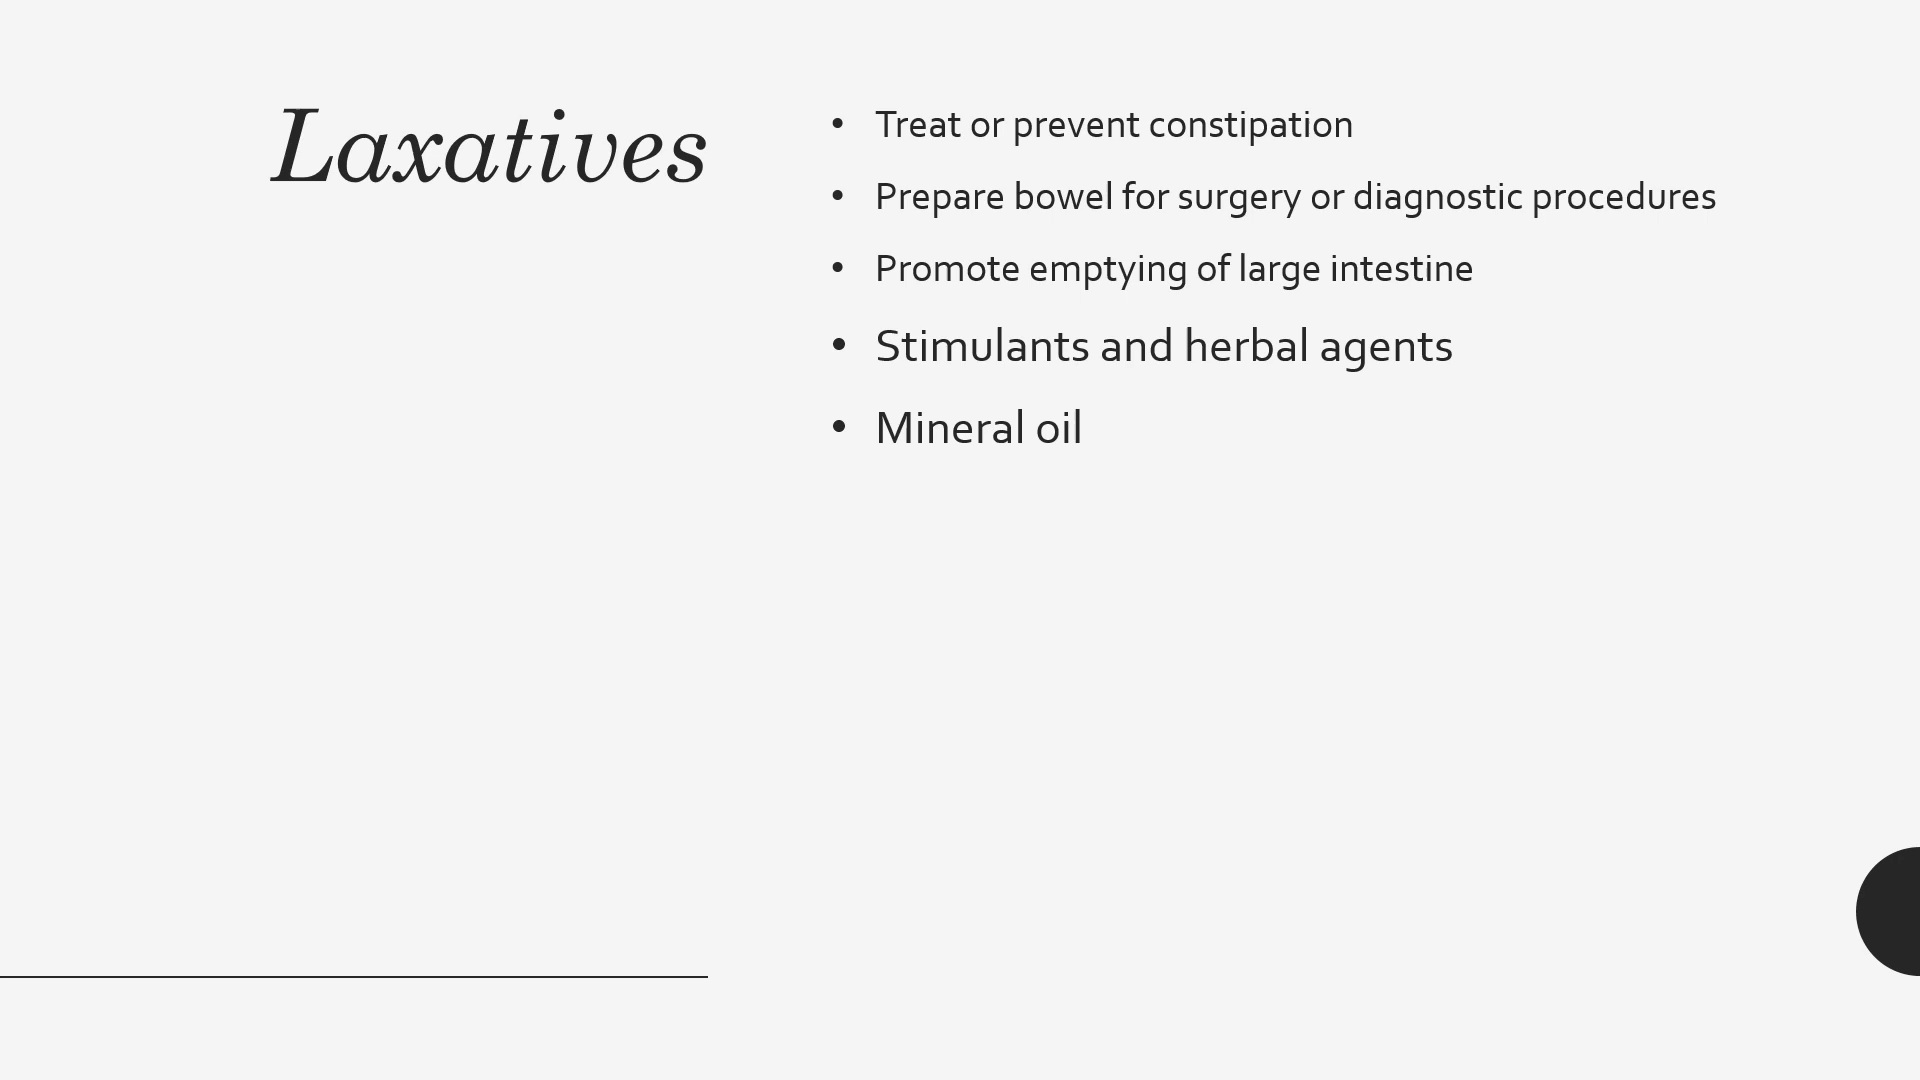 Laxatives
• Treat or prevent constipation
• Prepare bowel for surgery or diagnostic procedures
• Promote emptying of large intestine
• Stimulants and herbal agents
• Mineral oil